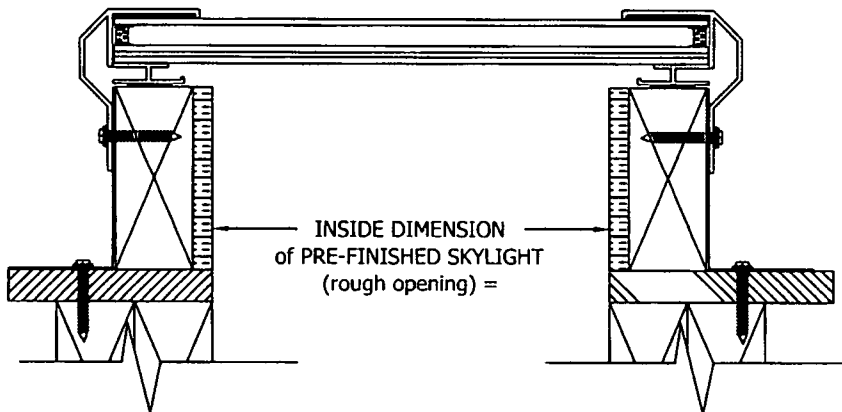 INSIDE DIMENSION
of PRE-FINISHED SKYLIGHT
(rough opening) =